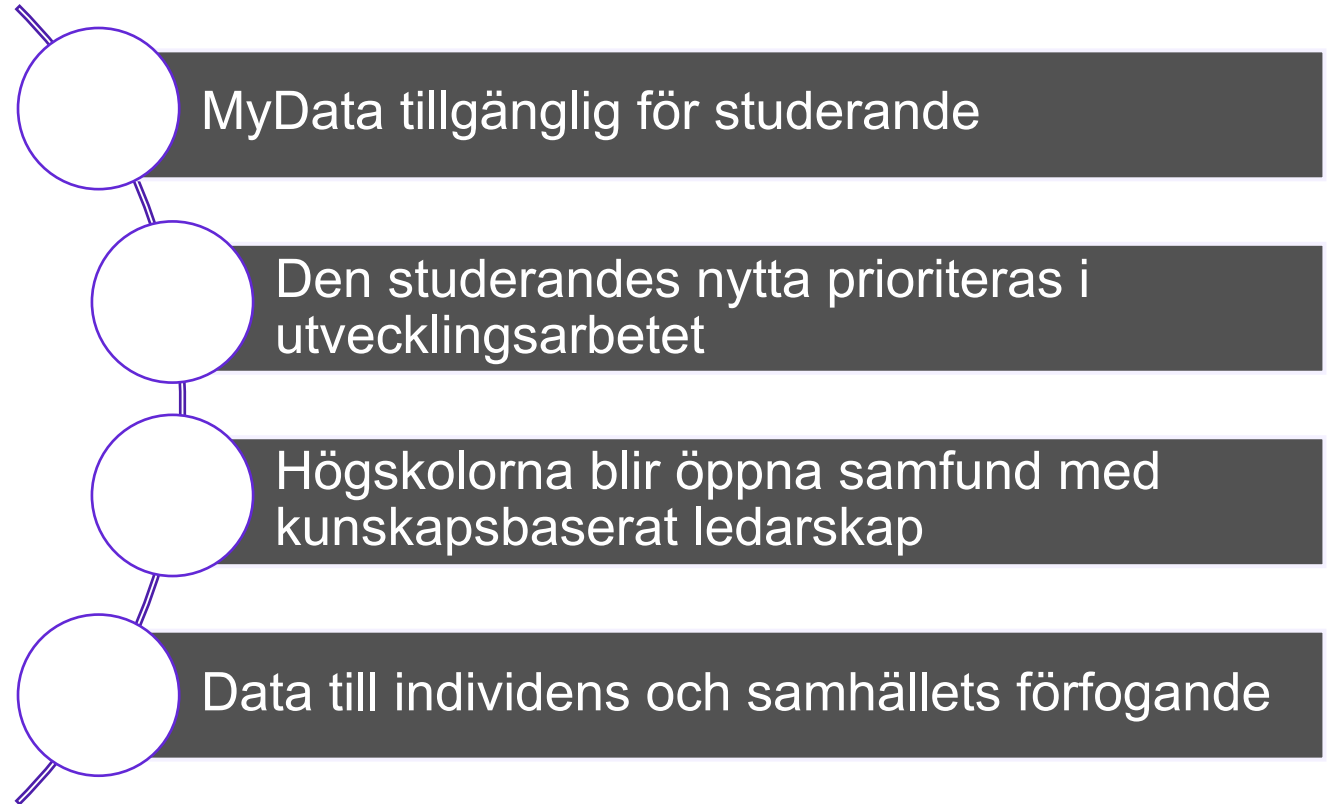 MyData tillgänglig för studerande
Den studerandes nytta prioriteras i
utvecklingsarbetet
Högskolorna blir öppna samfund med
kunskapsbaserat ledarskap
Data till individens och samhällets förfogande